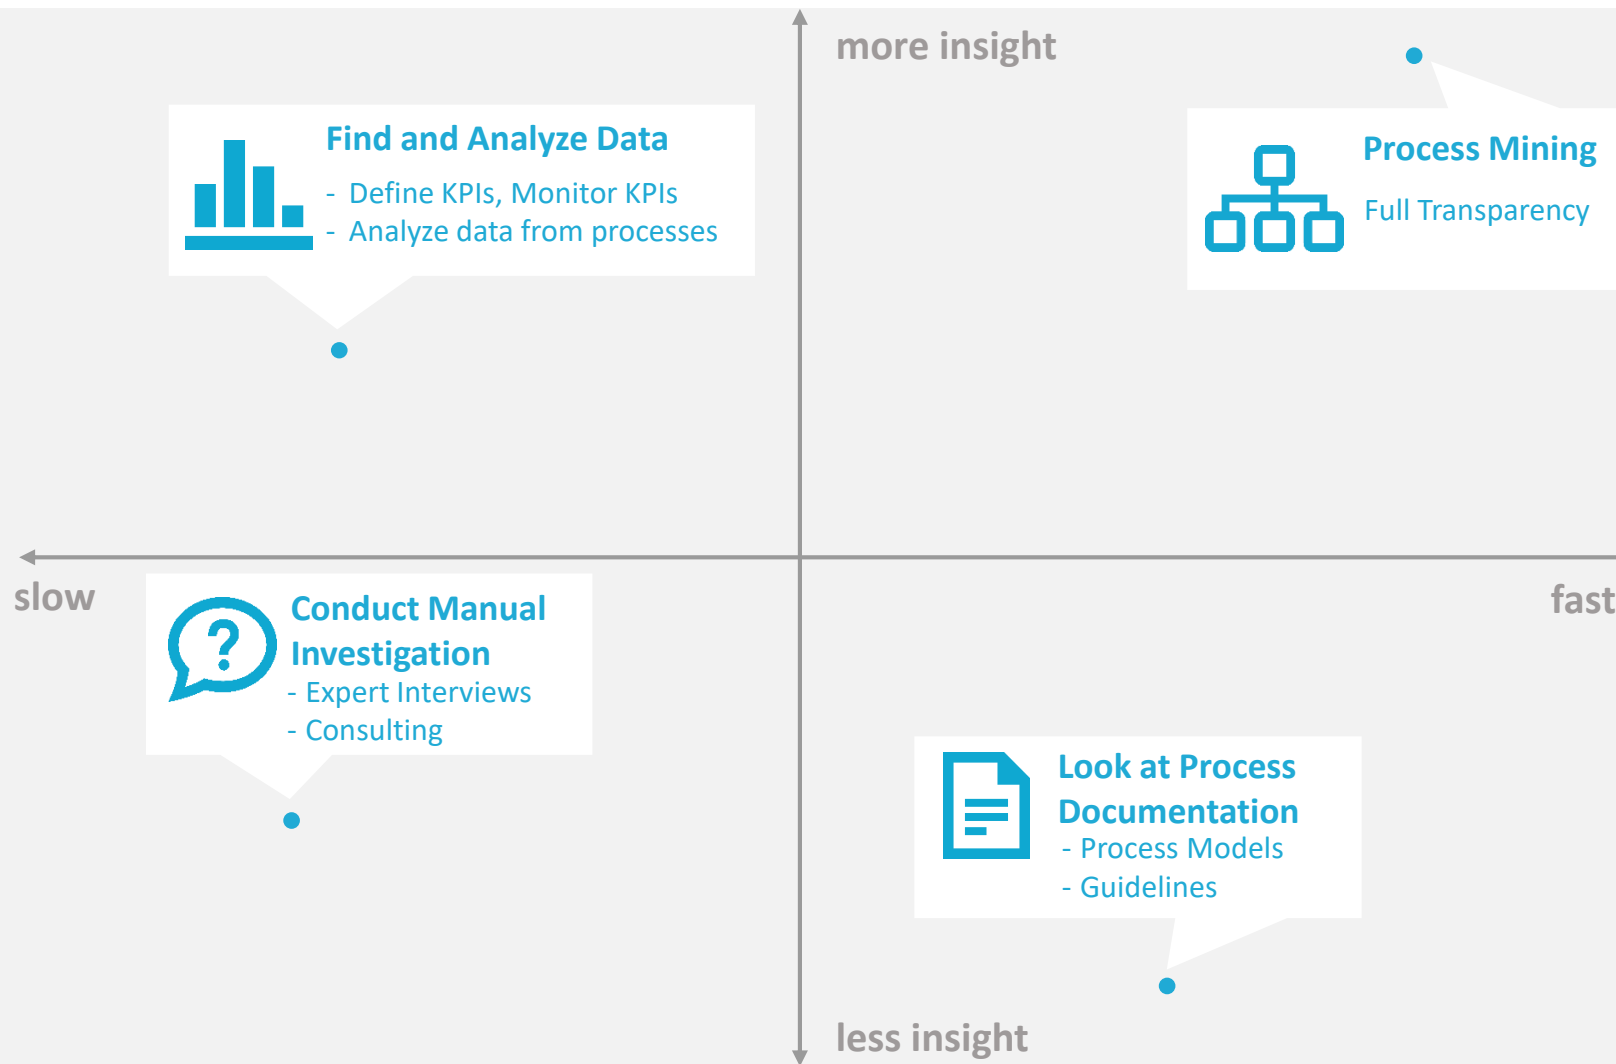 more insight
Find and Analyze Data
- Define KPIs, Monitor KPIs
- Analyze data from processes
Process Mining
Full Transparency
slow
fast
Conduct Manual
Investigation
- Expert Interviews
- Consulting
Look at Process
Documentation
- Process Models
- Guidelines
less insight